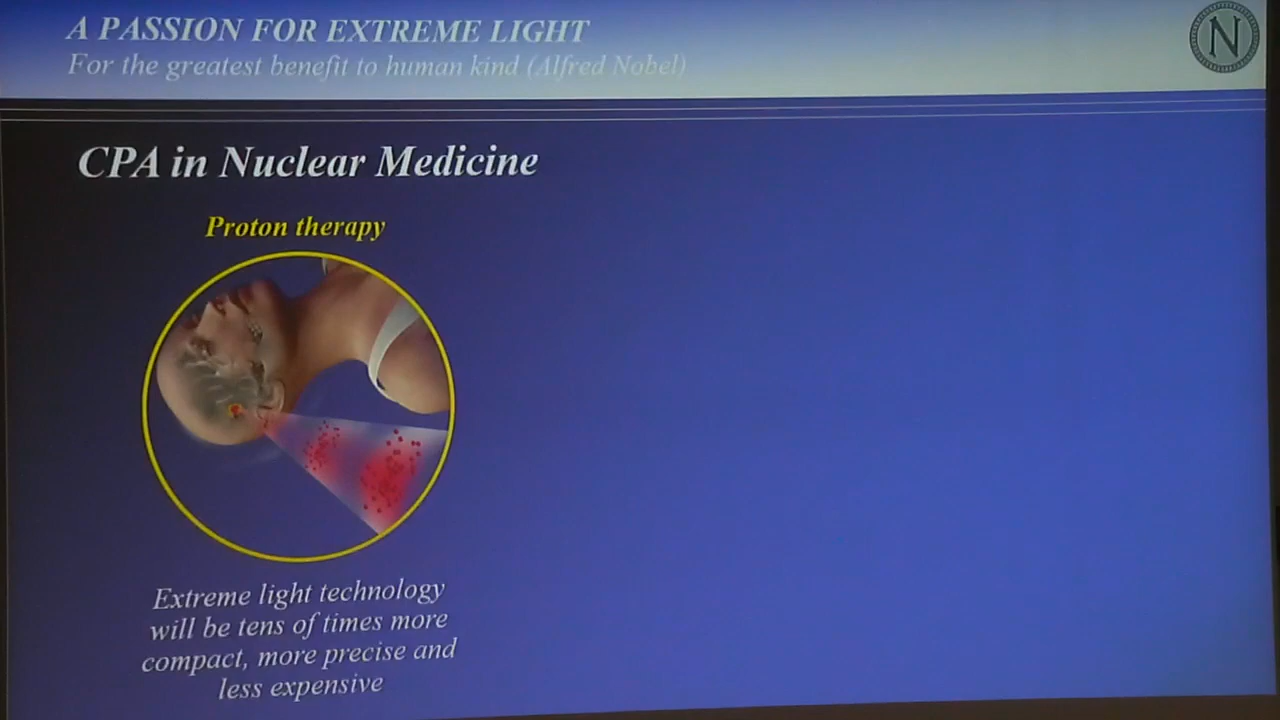 A PASSION FOR EXTREME LIGHT
For the greatest benefit to human kind (Alfred Nobel)
N
CPA in Nuclear Medicine
Proton therapy
Extreme light technology
will be tens of times more
compact, more precise and
less expensive